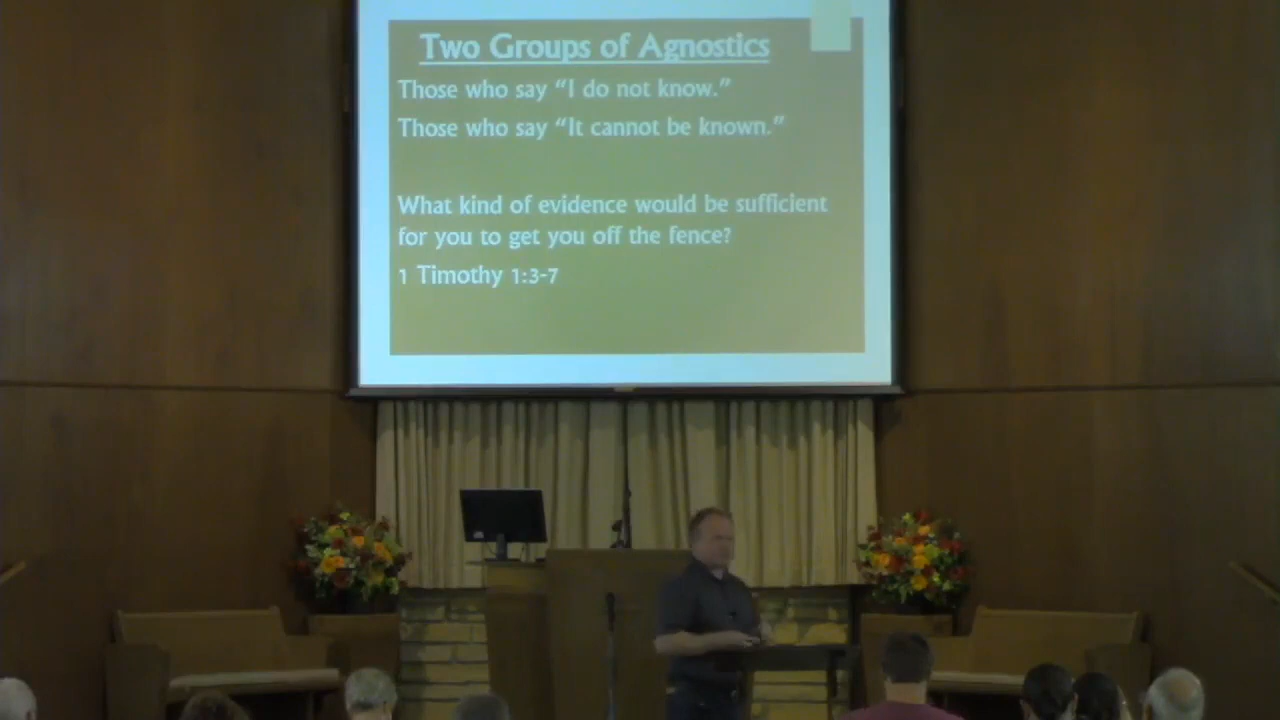 Two Groups of Agnostics
Those who say “I do not know.”
Those who say “It cannot be known.”
What kind of evidence would be sufficient
for you to get you off the fence?
1 Timothy 1:3-7